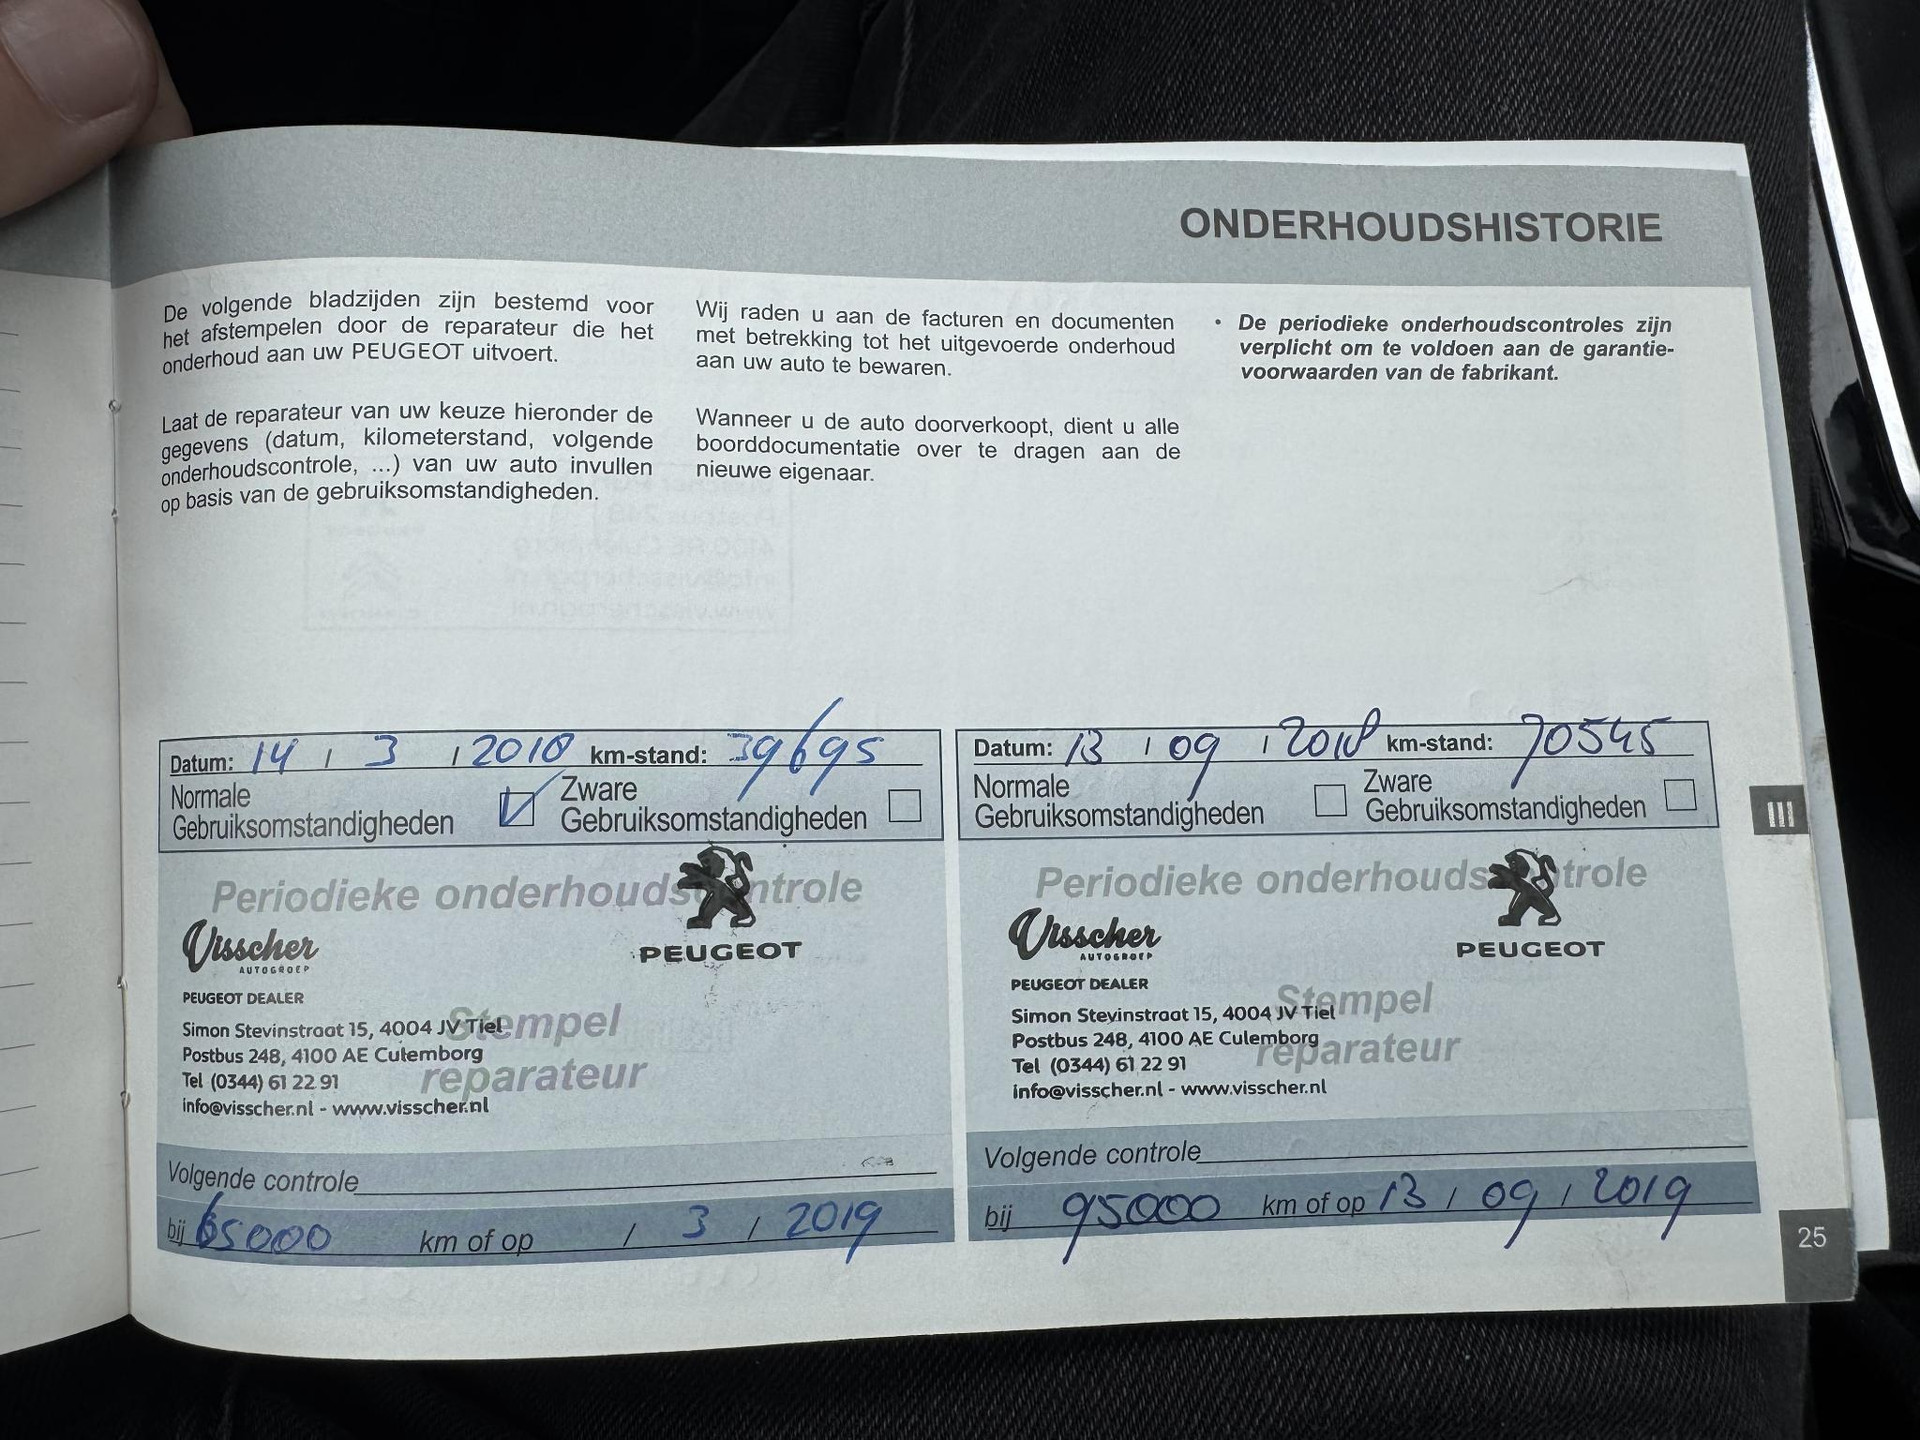 ONDERHOUDSHISTORIE
De volgende bladzijden zijn bestemd voor
het afstempelen door de reparateur die het
onderhoud aan uw PEUGEOT uitvoert.
Laat de reparateur van uw keuze hieronder de
gegevens (datum, kilometerstand, volgende
onderhoudscontrole, ...) van uw auto invullen
op basis van de gebruiksomstandigheden.
Wij raden u aan de facturen en documenten
met betrekking tot het uitgevoerde onderhoud
aan uw auto te bewaren.
Wanneer u de auto doorverkoopt, dient u alle
boorddocumentatie over te dragen aan de
nieuwe eigenaar.
• De periodieke onderhoudscontroles zijn
verplicht om te voldoen aan de garantie-
voorwaarden van de fabrikant.
Datum: 14 / 3 / 2018 km-stand: 39695
Normale
Gebruiksomstandigheden
Zware
Gebruiksomstandigheden
Periodieke onderhoudscontrole
Visscher
AUTOGROEP
PEUGEOT
PEUGEOT DEALER
Stempel
reparateur
Simon Stevinstraat 15, 4004 JV Tiel
Postbus 248, 4100 AE Culemborg
Tel (0344) 61 22 91
info@visscher.nl - www.visscher.nl
Volgende controle
bij 65000 km of op / 3 / 2019
Datum: 13 / 09 / 2018 km-stand: 70545
Normale
Gebruiksomstandigheden
Zware
Gebruiksomstandigheden
Periodieke onderhoudscontrole
Visscher
AUTOGROEP
PEUGEOT
PEUGEOT DEALER
Stempel
reparateur
Simon Stevinstraat 15, 4004 JV Tiel
Postbus 248, 4100 AE Culemborg
Tel (0344) 61 22 91
info@visscher.nl - www.visscher.nl
Volgende controle
bij 95000 km of op 13 / 09 / 2019
III
25